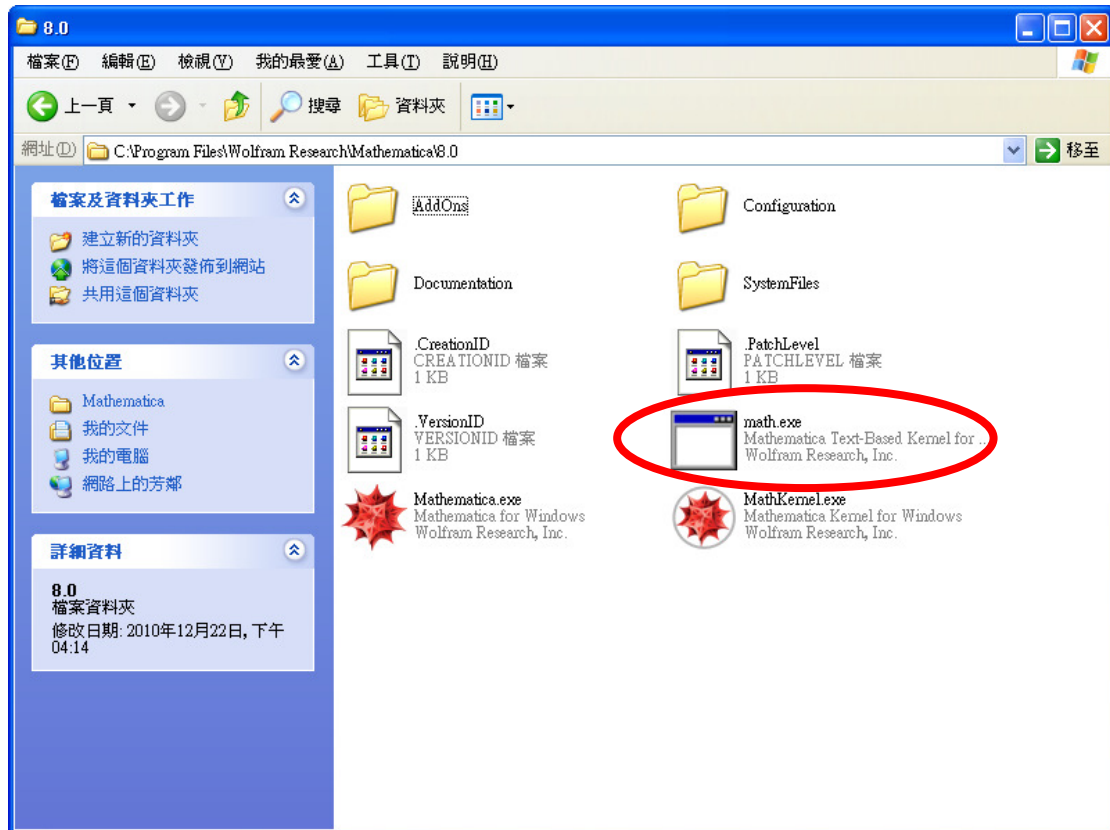 8.0
檔案(F) 編輯(E) 檢視(V) 我的最愛(A) 工具(T) 說明(H)
上一頁 搜尋 資料夾
網址(D) C:\Program Files\Wolfram Research\Mathematica\8.0 移至
檔案及資料夾工作
建立新的資料夾
將這個資料夾發佈到網站
共用這個資料夾
其他位置
Mathematica
我的文件
我的電腦
網路上的芳鄰
詳細資料
8.0
檔案資料夾
修改日期: 2010年12月22日, 下午
04:14
AddOns
Configuration
Documentation
SystemFiles
.CreationID
CREATIONID 檔案
1 KB
.PatchLevel
PATCHLEVEL 檔案
1 KB
.VersionID
VERSIONID 檔案
1 KB
math.exe
Mathematica Text-Based Kernel for ...
Wolfram Research, Inc.
Mathematica.exe
Mathematica for Windows
Wolfram Research, Inc.
MathKernel.exe
Mathematica Kernel for Windows
Wolfram Research, Inc.